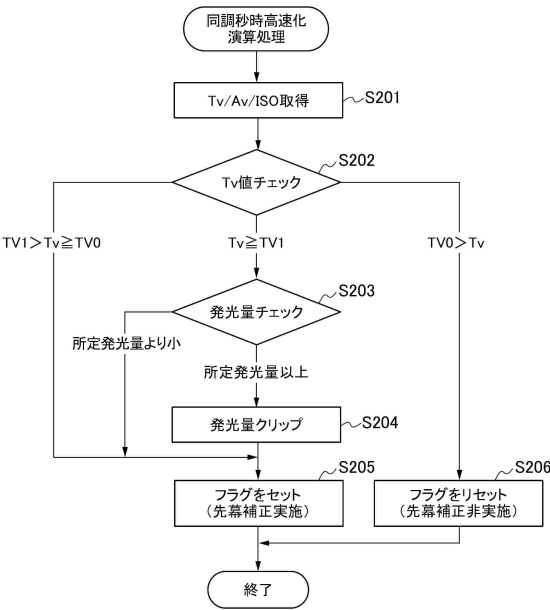 同調秒時高速化
演算処理
Tv/Av/ISO取得
S201
S202
Tv値チェック
TV1＞Tv≧TV0
Tv≧TV1
TV0＞Tv
S203
発光量チェック
所定発光量より小
所定発光量以上
発光量クリップ
S204
S205
フラグをセット
（先幕補正実施）
S206
フラグをリセット
（先幕補正非実施）
終了